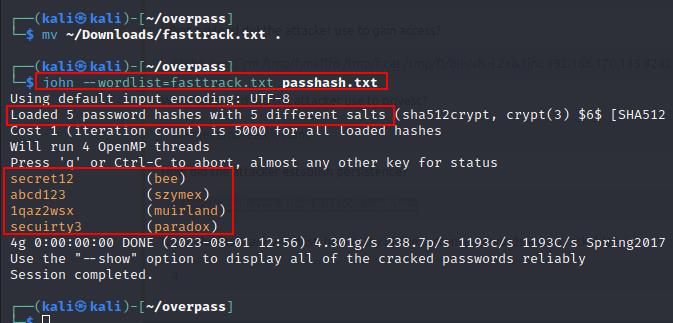 ┌──(kali㉿kali)-[~/overpass]
└─$ mv ~/Downloads/fasttrack.txt .
┌──(kali㉿kali)-[~/overpass]
└─$ john --wordlist=fasttrack.txt passhash.txt
Using default input encoding: UTF-8
Loaded 5 password hashes with 5 different salts (sha512crypt, crypt(3) $6$ [SHA512
Cost 1 (iteration count) is 5000 for all loaded hashes
Will run 4 OpenMP threads
Press 'q' or Ctrl-C to abort, almost any other key for status
secret12 (bee)
abcd123 (szymex)
1qaz2wsx (muirland)
secuirty3 (paradox)
4g 0:00:00:00 DONE (2023-08-01 12:56) 4.301g/s 238.7p/s 1193c/s 1193C/s Spring2017
Use the "--show" option to display all of the cracked passwords reliably
Session completed.
┌──(kali㉿kali)-[~/overpass]
└─$